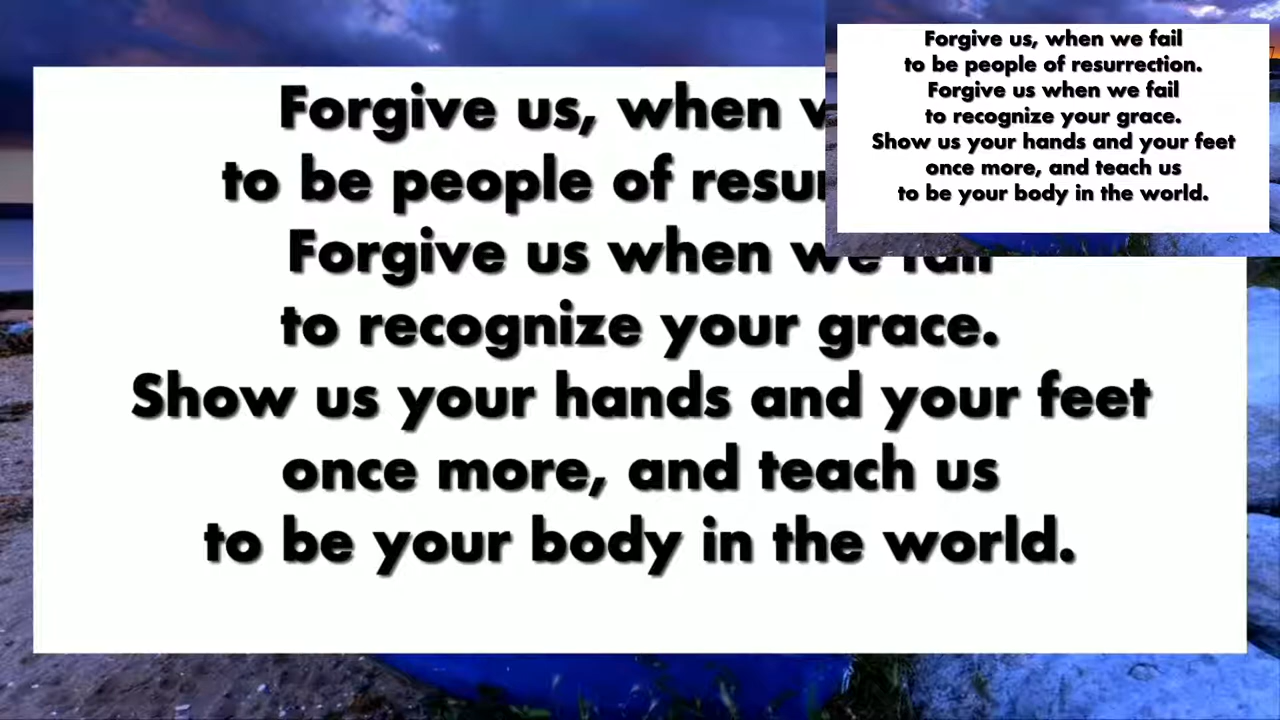 Forgive us, when w
to be people of resur
Forgive us when we fail
to recognize your grace.
Show us your hands and your feet
once more, and teach us
to be your body in the world.
Forgive us, when we fail
to be people of resurrection.
Forgive us when we fail
to recognize your grace.
Show us your hands and your feet
once more, and teach us
to be your body in the world.